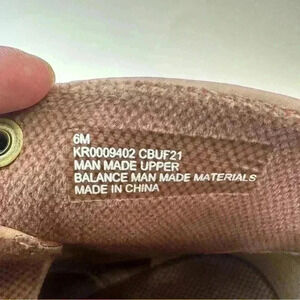 6M
KR0009402 CBUF21
MAN MADE UPPER
BALANCE MAN MADE MATERIALS
MADE IN CHINA